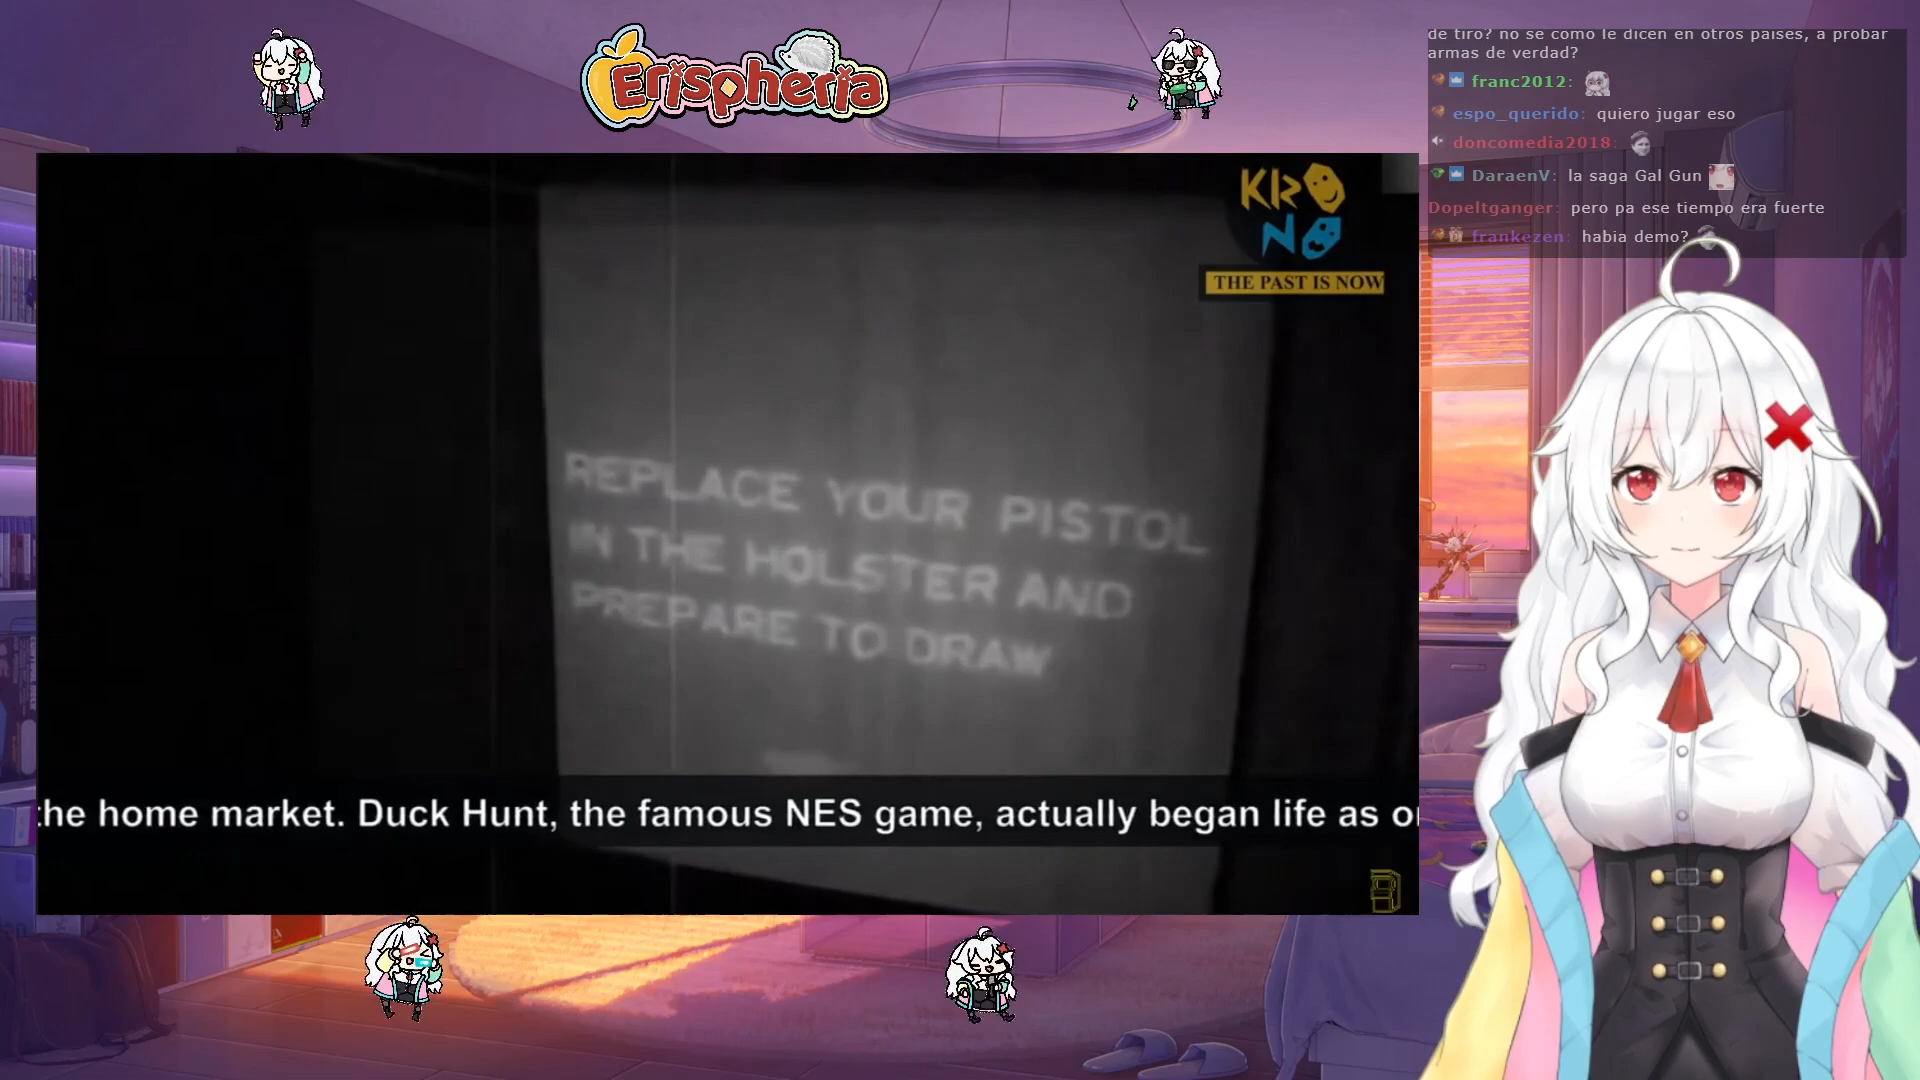 Erispheria
de tiro? no se como le dicen en otros paises, a probar
armas de verdad?
franc2012:
espo_querido: quiero jugar eso
doncomedia2018:
DaraenV: la saga Gal Gun
Dopeltganger: pero pa ese tiempo era fuerte
frankezen: habia demo?
KR
NO
THE PAST IS NOW
REPLACE YOUR PISTOL
IN THE HOLSTER AND
PREPARE TO DRAW
the home market. Duck Hunt, the famous NES game, actually began life as